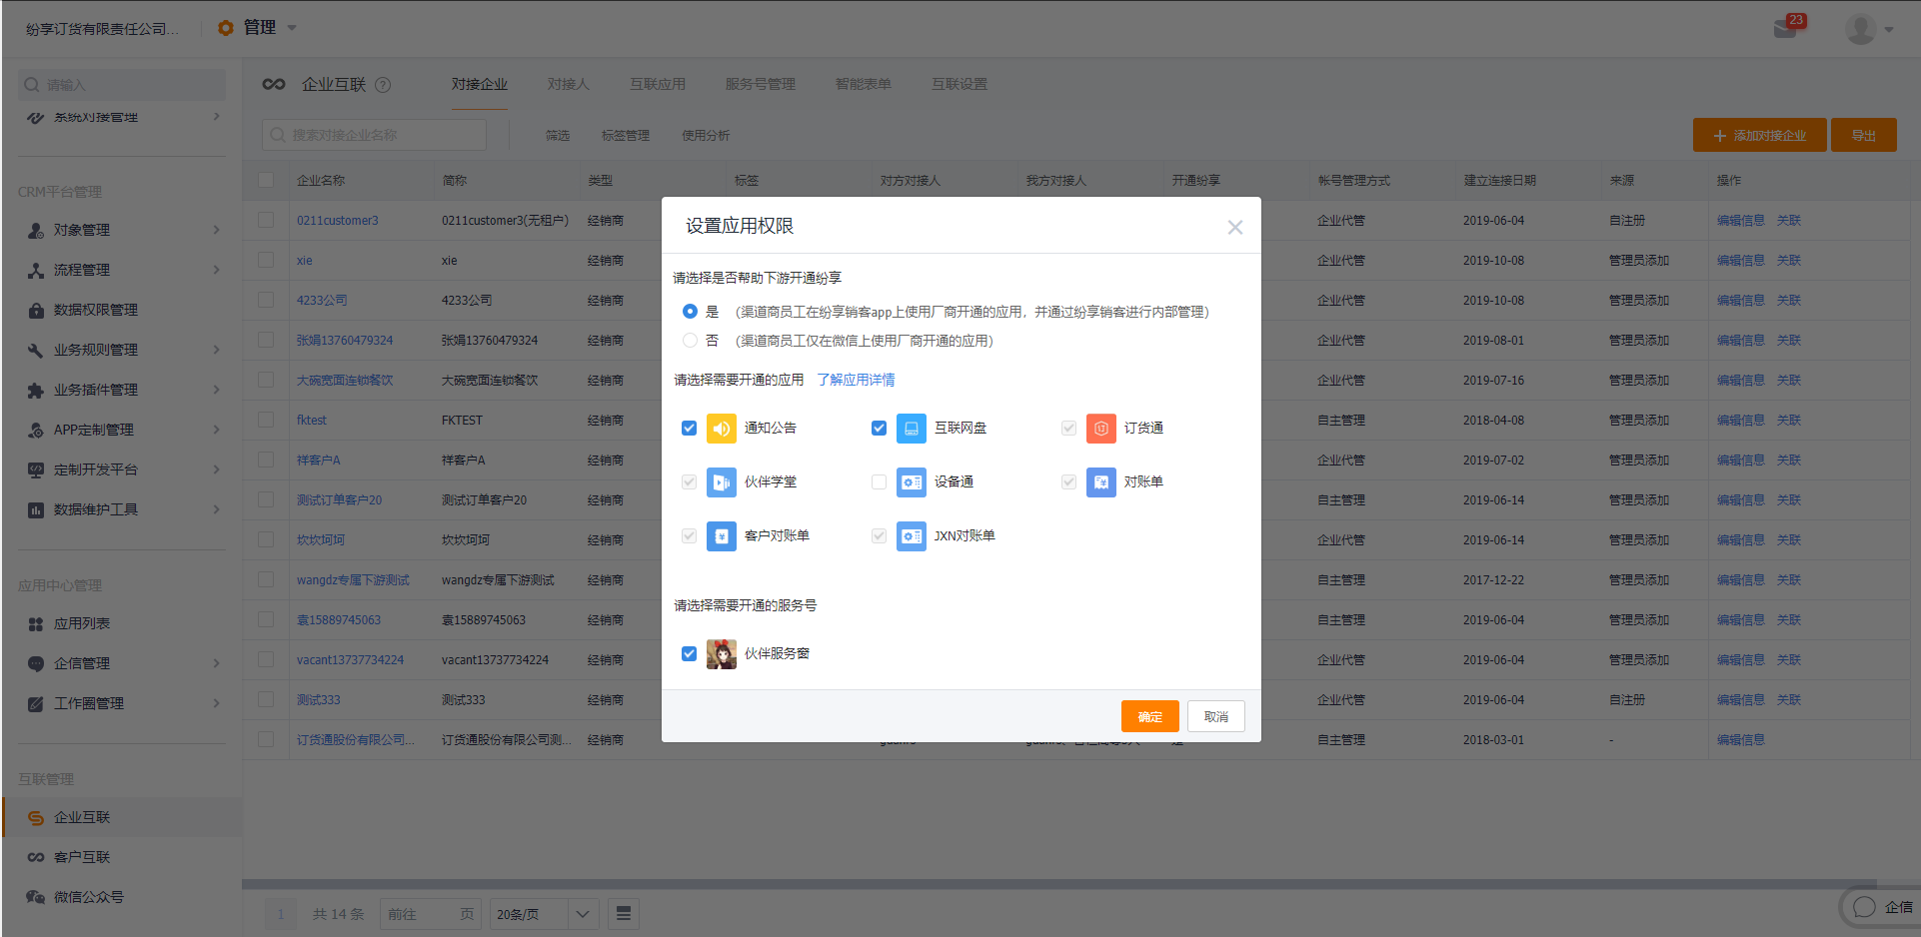 纷享订货有限责任公司...
管理
23
请输入
系统对接管理
CRM平台管理
对象管理
流程管理
数据权限管理
业务规则管理
业务插件管理
APP定制管理
定制开发平台
数据维护工具
应用中心管理
应用列表
企信管理
工作圈管理
互联管理
企业互联
客户互联
微信公众号
企业互联
对接企业 对接人 互联应用 服务号管理 智能表单 互联设置
搜索对接企业名称 筛选 标签管理 使用分析 添加对接企业 导出
企业名称 简称 类型 标签 对方对接人 我方对接人 开通纷享 帐号管理方式 建立连接日期 来源 操作
0211customer3 0211customer3(无租户) 经销商 企业代管 2019-06-04 自注册 编辑信息 关联
xie xie 经销商 企业代管 2019-10-08 管理员添加 编辑信息 关联
4233公司 4233公司 经销商 企业代管 2019-10-08 管理员添加 编辑信息 关联
张娟13760479324 张娟13760479324 经销商 企业代管 2019-08-01 管理员添加 编辑信息 关联
大碗宽面连锁餐饮 大碗宽面连锁餐饮 经销商 企业代管 2019-07-16 管理员添加 编辑信息 关联
fktest FKTEST 经销商 自主管理 2018-04-08 管理员添加 编辑信息 关联
祥客户A 祥客户A 经销商 企业代管 2019-07-02 管理员添加 编辑信息 关联
测试订单客户20 测试订单客户20 经销商 自主管理 2019-06-14 管理员添加 编辑信息 关联
坎坎坷坷 坎坎坷坷 经销商 企业代管 2019-06-14 管理员添加 编辑信息 关联
wangdz专属下游测试 wangdz专属下游测试 经销商 自主管理 2017-12-22 管理员添加 编辑信息 关联
袁15889745063 袁15889745063 经销商 自主管理 2019-06-04 管理员添加 编辑信息 关联
vacant13737734224 vacant13737734224 经销商 企业代管 2019-06-04 管理员添加 编辑信息 关联
测试333 测试333 经销商 企业代管 2019-06-04 自注册 编辑信息 关联
订货通股份有限公司... 订货通股份有限公司测... 经销商 自主管理 2018-03-01 - 编辑信息
设置应用权限
请选择是否帮助下游开通纷享
是 (渠道商员工在纷享销客app上使用厂商开通的应用，并通过纷享销客进行内部管理)
否 (渠道商员工仅在微信上使用厂商开通的应用)
请选择需要开通的应用 了解应用详情
通知公告 互联网盘 订货通
伙伴学堂 设备通 对账单
客户对账单 JXN对账单
请选择需要开通的服务号
伙伴服务窗
确定 取消
1 共 14 条 前往 页 20条/页
企信